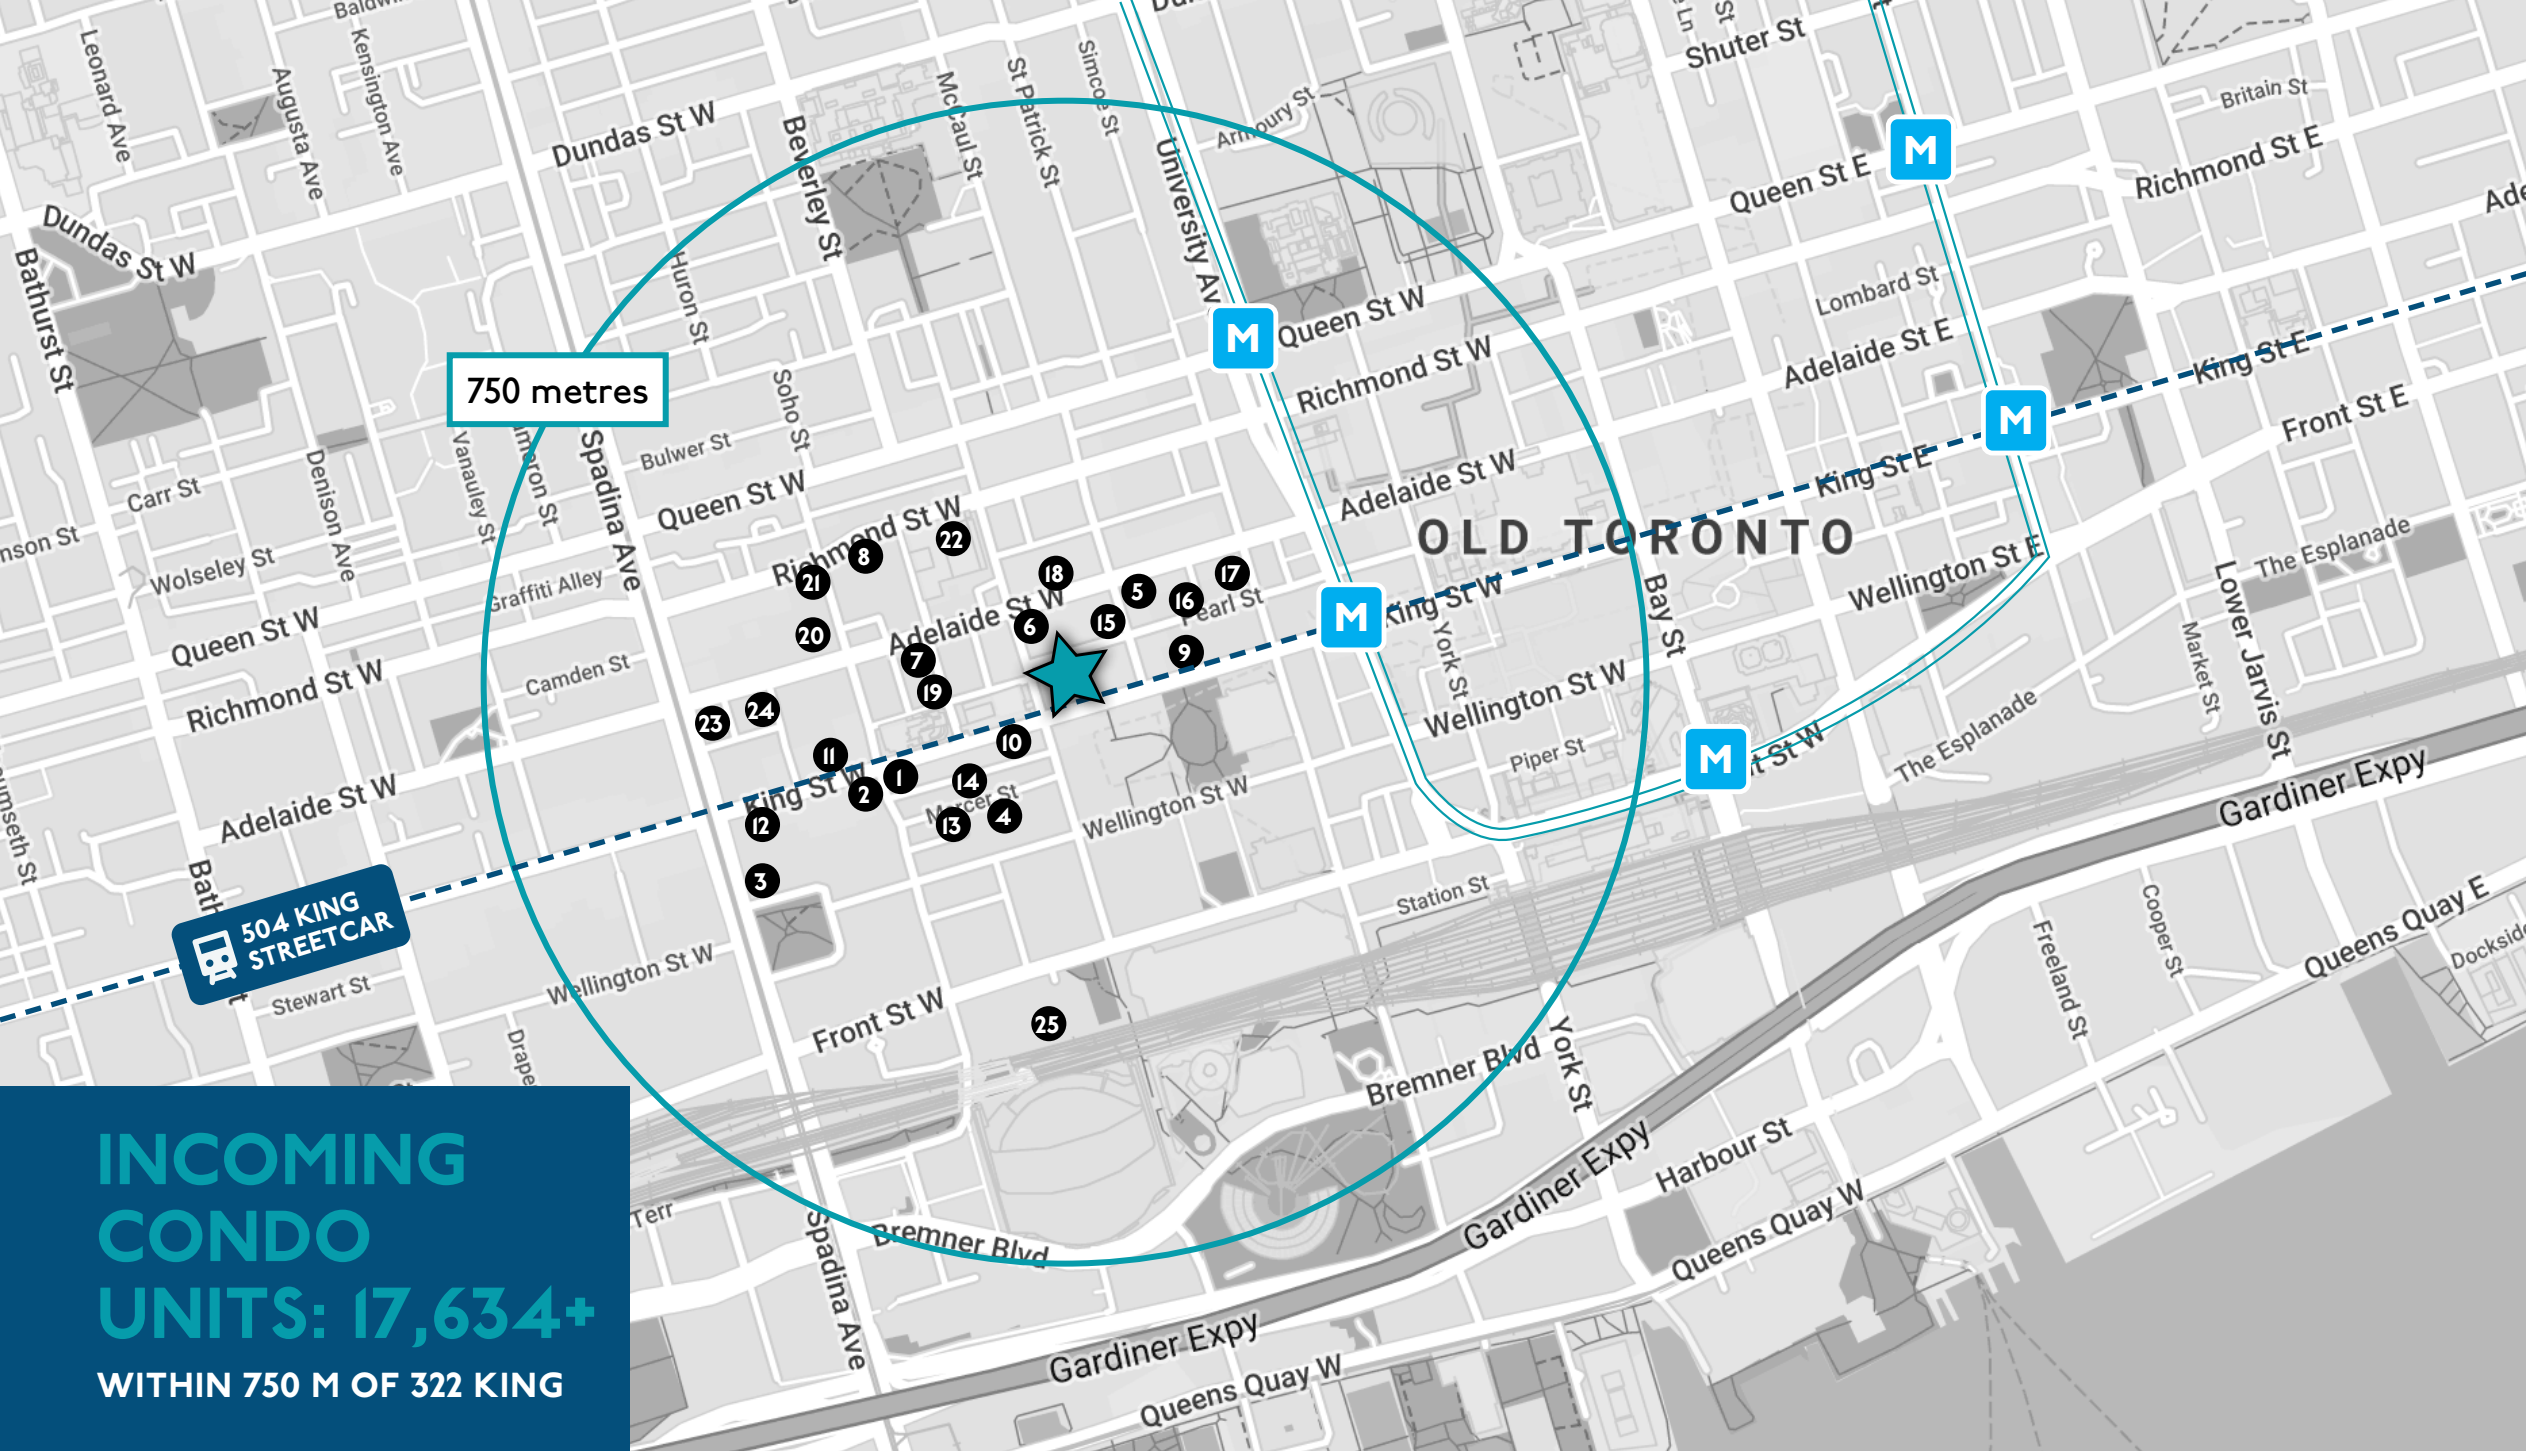 Baldwin
Leonard Ave
Kensington Ave
Augusta Ave
Dundas St W
Beverley St
McCaul St
St Patrick St
Simcoe St
University Av
Armoury St
Shuter St
Britain St
Richmond St E
Queen St E
M
Dundas St W
Bathurst St
Huron St
Soho St
M
Queen St W
Richmond St W
Lombard St
Adelaide St E
King St E
Front St E
M
750 metres
Spadina Ave
Bulwer St
Queen St W
Vanauley St
Denison Ave
Carr St
Wolseley St
Graffiti Alley
Queen St W
Richmond St W
Camden St
Adelaide St W
Richmond St W
8
22
21
20
Adelaide St W
18
5
17
16
15
6
Pearl St
9
7
19
23
24
11
10
1
2
14
King St W
12
Mercer St
13
4
3
25
Adelaide St W
OLD TORONTO
King St E
M
King St W
York St
Bay St
Wellington St E
The Esplanade
Wellington St W
Piper St
M
Market St
Lower Jarvis St
The Esplanade
Gardiner Expy
Wellington St W
Station St
504 KING
STREETCAR
Stewart St
Wellington St W
Front St W
Bremner Blvd
York St
Cooper St
Freeland St
Queens Quay E
Harbour St
Gardiner Expy
Queens Quay W
Terr
Bremner Blvd
Spadina Ave
Gardiner Expy
Queens Quay W
INCOMING
CONDO
UNITS: 17,634+
WITHIN 750 M OF 322 KING